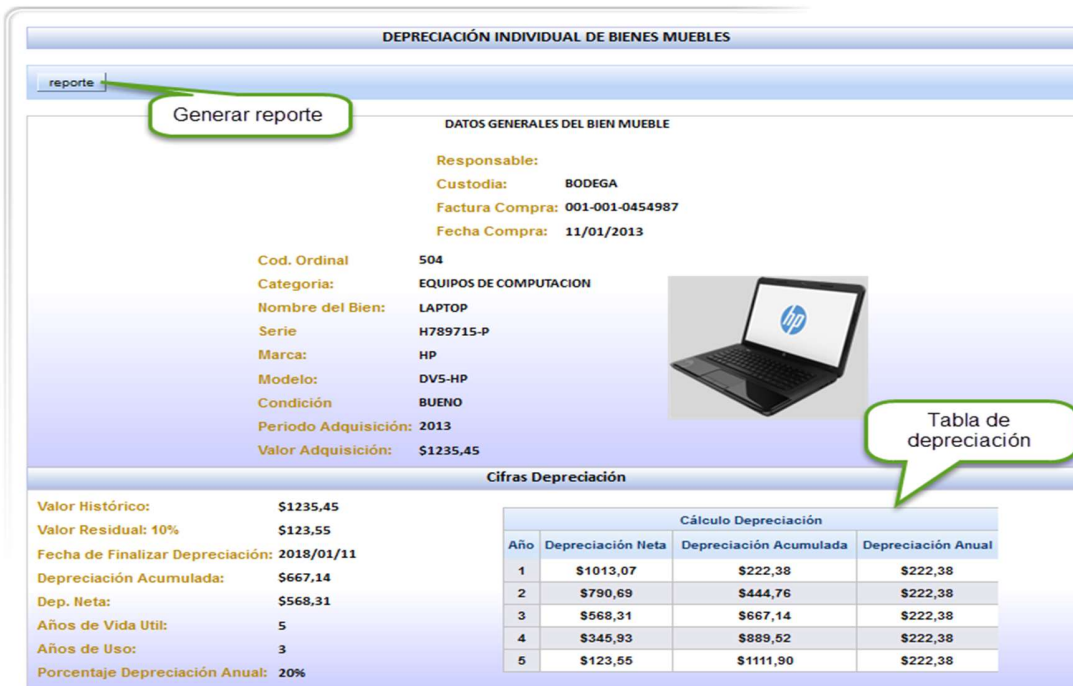 DEPRECIACIÓN INDIVIDUAL DE BIENES MUEBLES
reporte
Generar reporte
DATOS GENERALES DEL BIEN MUEBLE
Responsable:
Custodia: BODEGA
Factura Compra: 001-001-0454987
Fecha Compra: 11/01/2013
Cod. Ordinal 504
Categoria: EQUIPOS DE COMPUTACION
Nombre del Bien: LAPTOP
Serie H789715-P
Marca: HP
Modelo: DV5-HP
Condición BUENO
Periodo Adquisición: 2013
Valor Adquisición: $1235,45
hp
Tabla de
depreciación
Cifras Depreciación
Valor Histórico: $1235,45
Valor Residual: 10% $123,55
Fecha de Finalizar Depreciación: 2018/01/11
Depreciación Acumulada: $667,14
Dep. Neta: $568,31
Años de Vida Util: 5
Años de Uso: 3
Porcentaje Depreciación Anual: 20%
Cálculo Depreciación
Año Depreciación Neta Depreciación Acumulada Depreciación Anual
1 $1013,07 $222,38 $222,38
2 $790,69 $444,76 $222,38
3 $568,31 $667,14 $222,38
4 $345,93 $889,52 $222,38
5 $123,55 $1111,90 $222,38